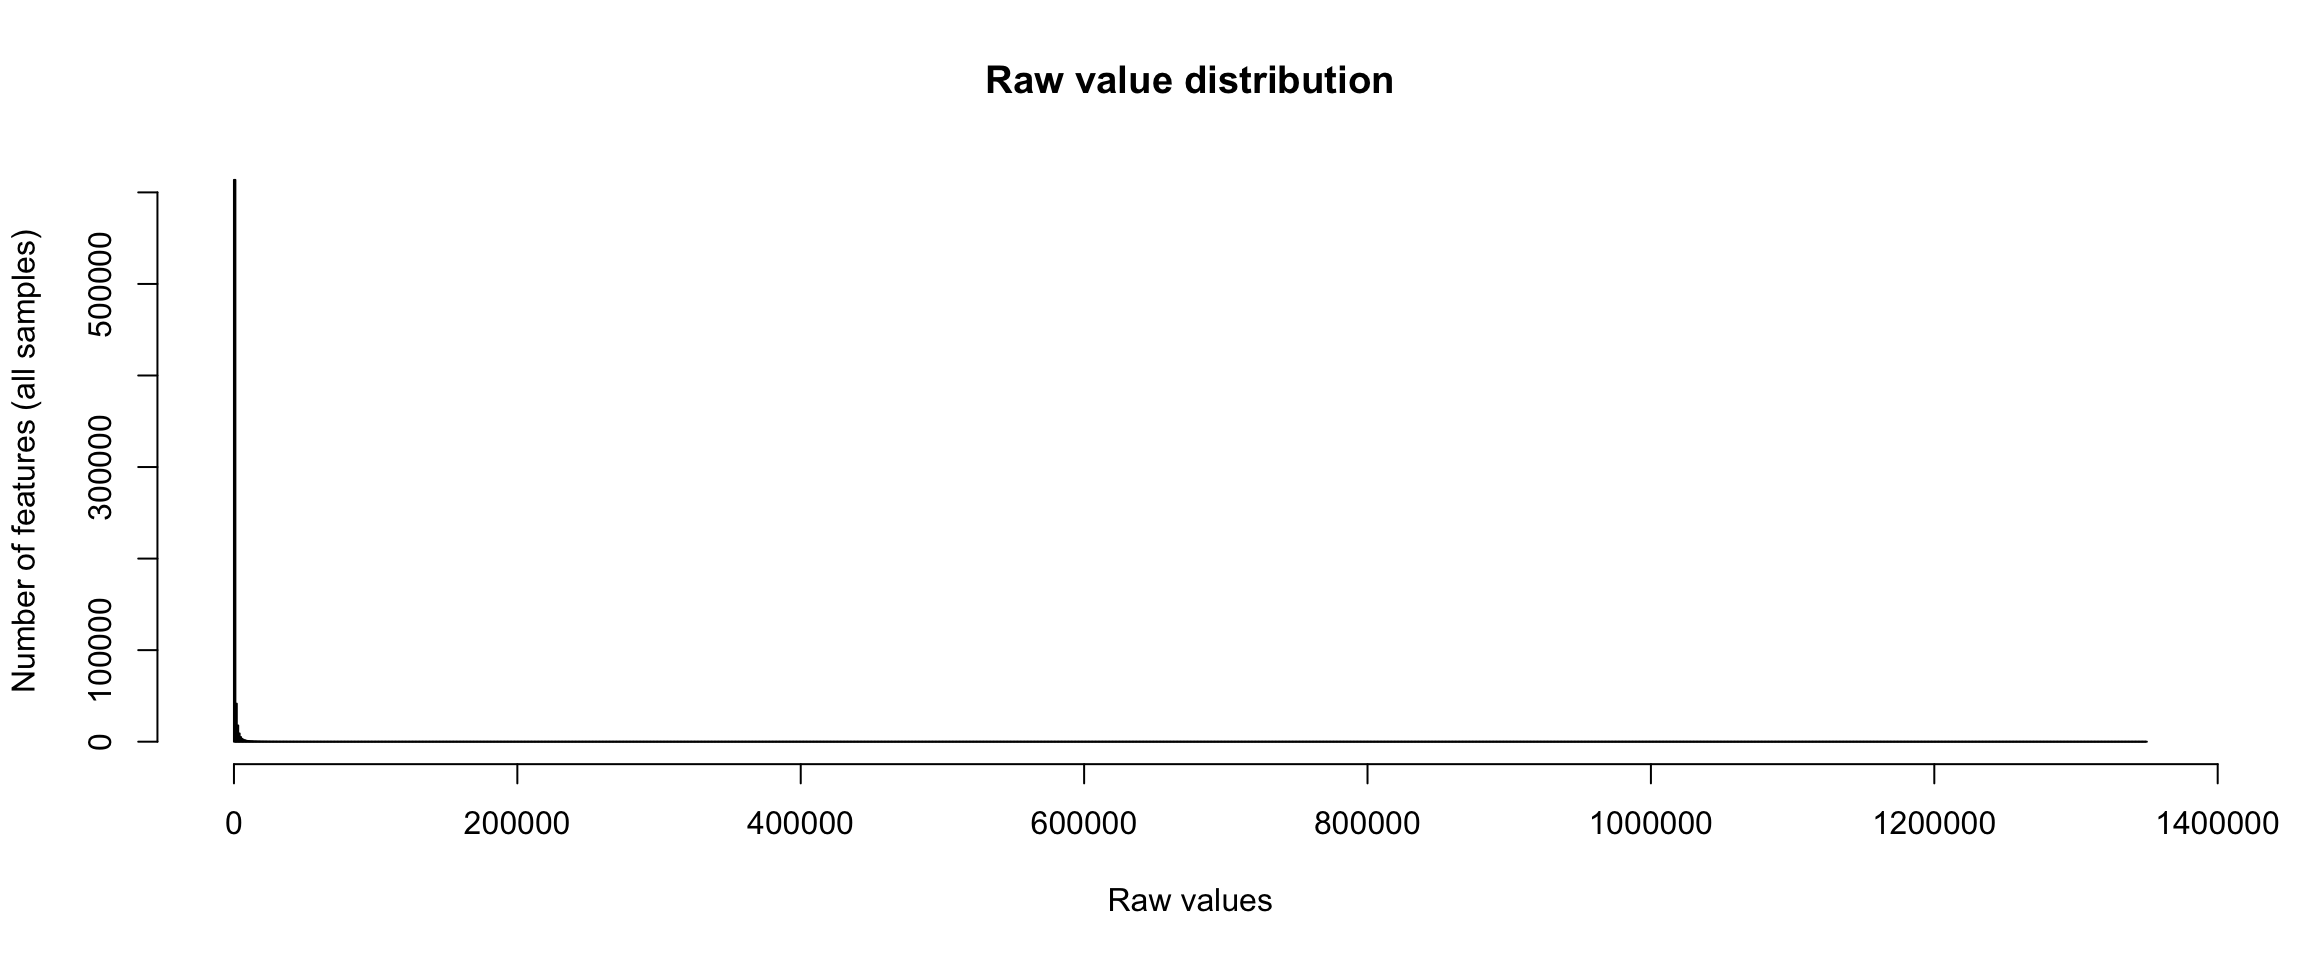 Raw value distribution
Number of features (all samples)
500000
300000
100000
0
0 200000 400000 600000 800000 1000000 1200000 1400000
Raw values